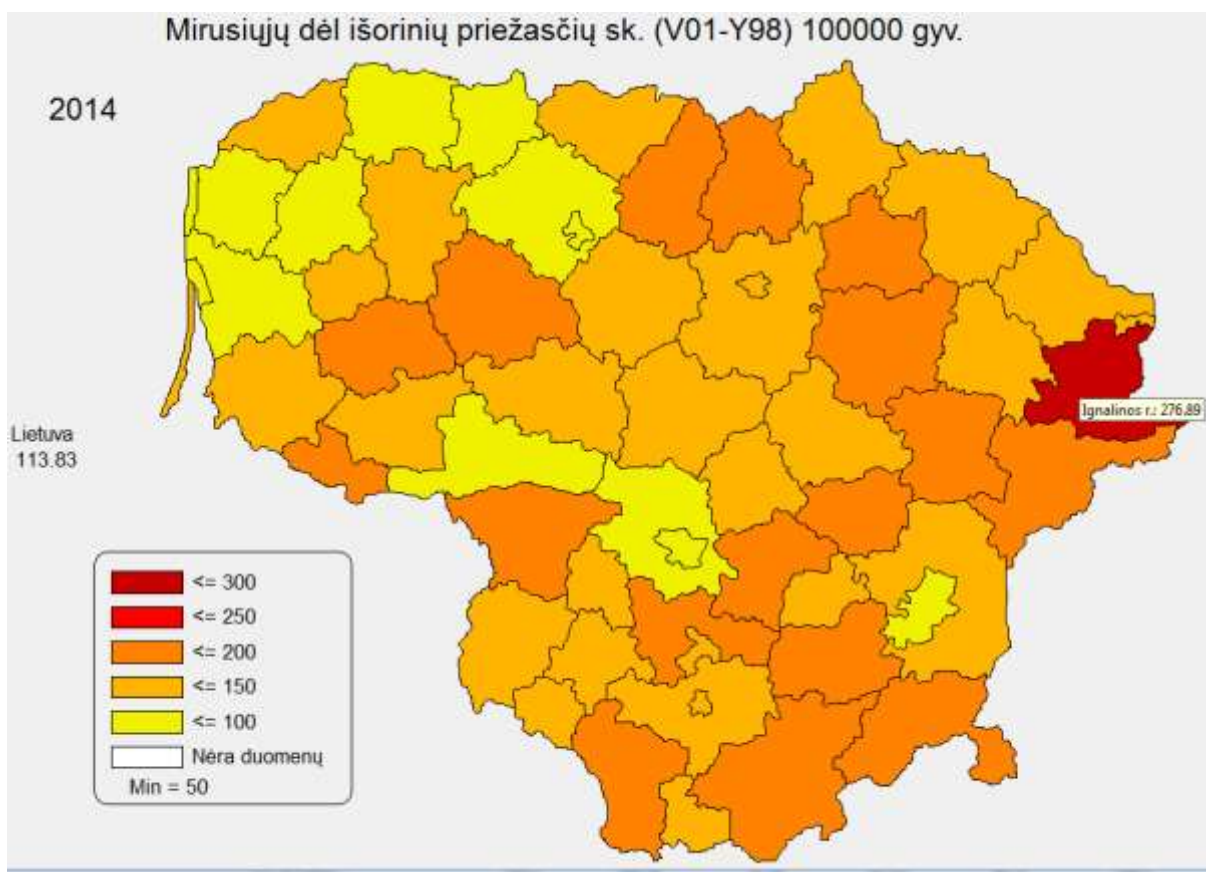 Mirusiųjų dėl išorinių priežasčių sk. (V01-Y98) 100000 gyv.
2014
Ignalinos r.: 276,89
Lietuva
113.83
<= 300
<= 250
<= 200
<= 150
<= 100
Nėra duomenų
Min = 50